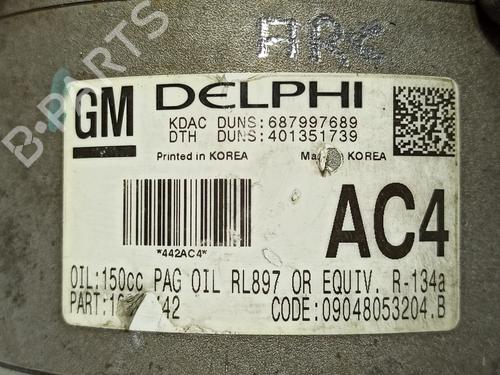 B-PARTS
ARC
GM DELPHI
KDAC DUNS:687997689
DTH DUNS:401351739
Printed in KOREA KOREA
*442AC4*
AC4
OIL:150cc PAG OIL RL897 OR EQUIV. R-134a
PART: CODE:09048053204.B